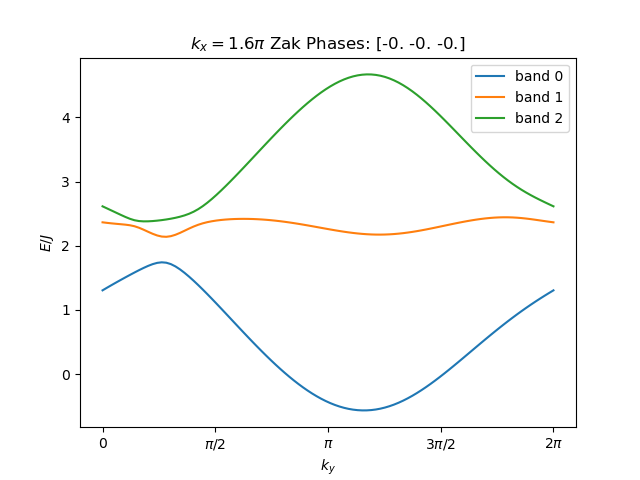 $k_x = 1.6\pi$ Zak Phases: [-0. -0. -0.]
band 0
band 1
band 2
E/J
4
3
2
1
0
0
π/2
π
3π/2
2π
$k_y$